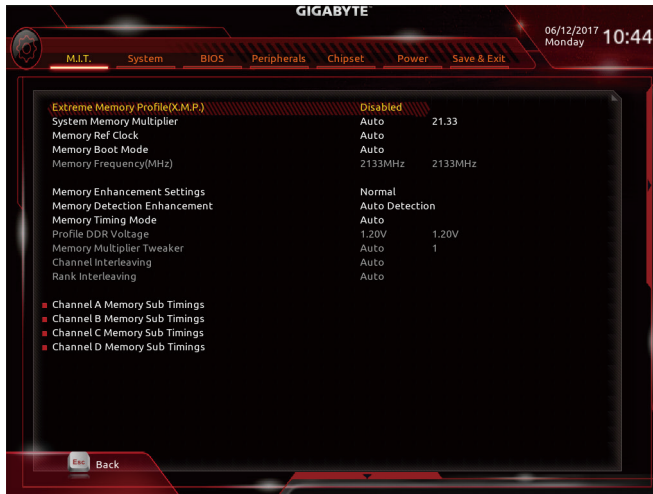 GIGABYTE
06/12/2017 10:44
Monday
M.I.T. System BIOS Peripherals Chipset Power Save & Exit
Extreme Memory Profile(X.M.P.) Disabled
System Memory Multiplier Auto 21.33
Memory Ref Clock Auto
Memory Boot Mode Auto
Memory Frequency(MHz) 2133MHz 2133MHz
Memory Enhancement Settings Normal
Memory Detection Enhancement Auto Detection
Memory Timing Mode Auto
Profile DDR Voltage 1.20V 1.20V
Memory Multiplier Tweaker Auto 1
Channel Interleaving Auto
Rank Interleaving Auto
Channel A Memory Sub Timings
Channel B Memory Sub Timings
Channel C Memory Sub Timings
Channel D Memory Sub Timings
Esc Back